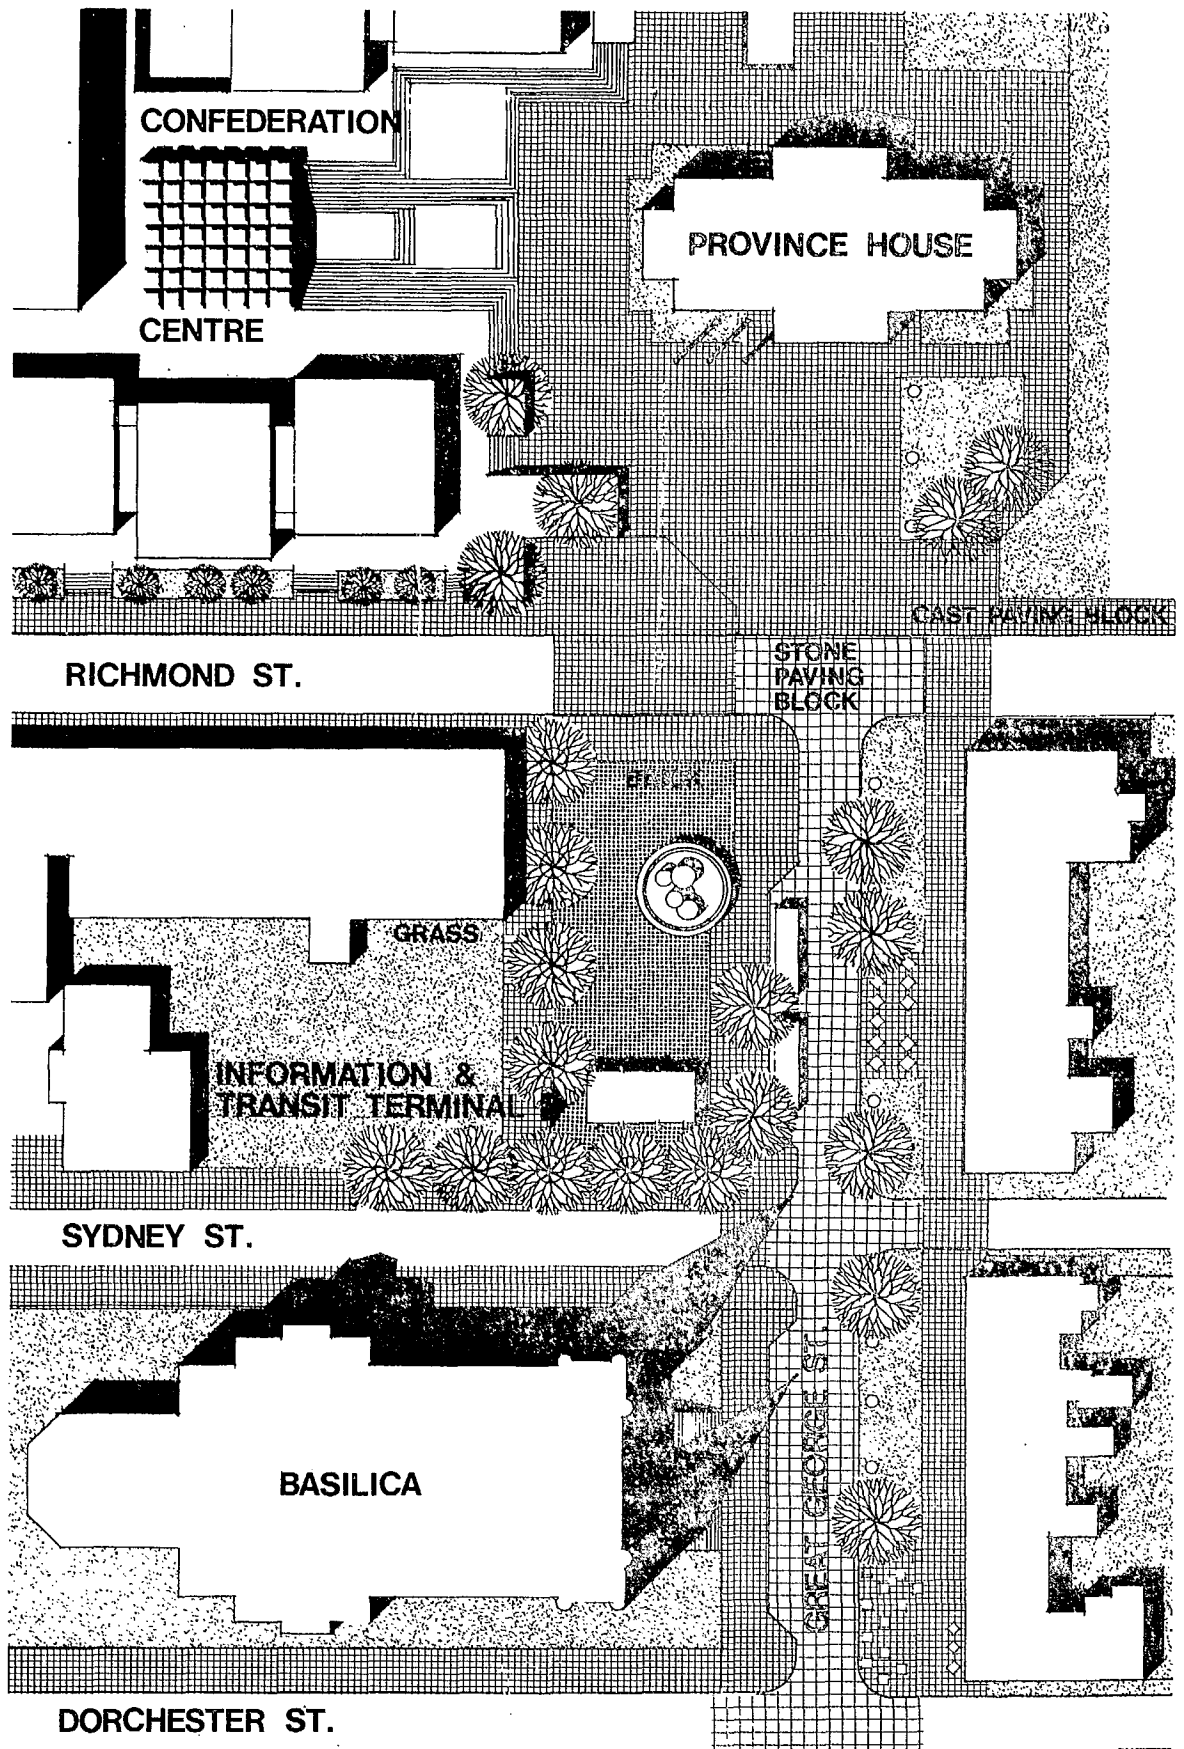 CONFEDERATION
CENTRE
PROVINCE HOUSE
CAST PAVING BLOCK
RICHMOND ST.
STONE
PAVING
BLOCK
GRASS
INFORMATION &
TRANSIT TERMINAL
SYDNEY ST.
BASILICA
GREAT GEORGE ST.
DORCHESTER ST.